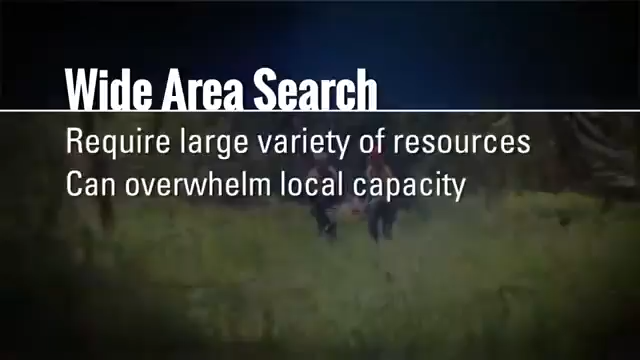 Wide Area Search
Require large variety of resources
Can overwhelm local capacity